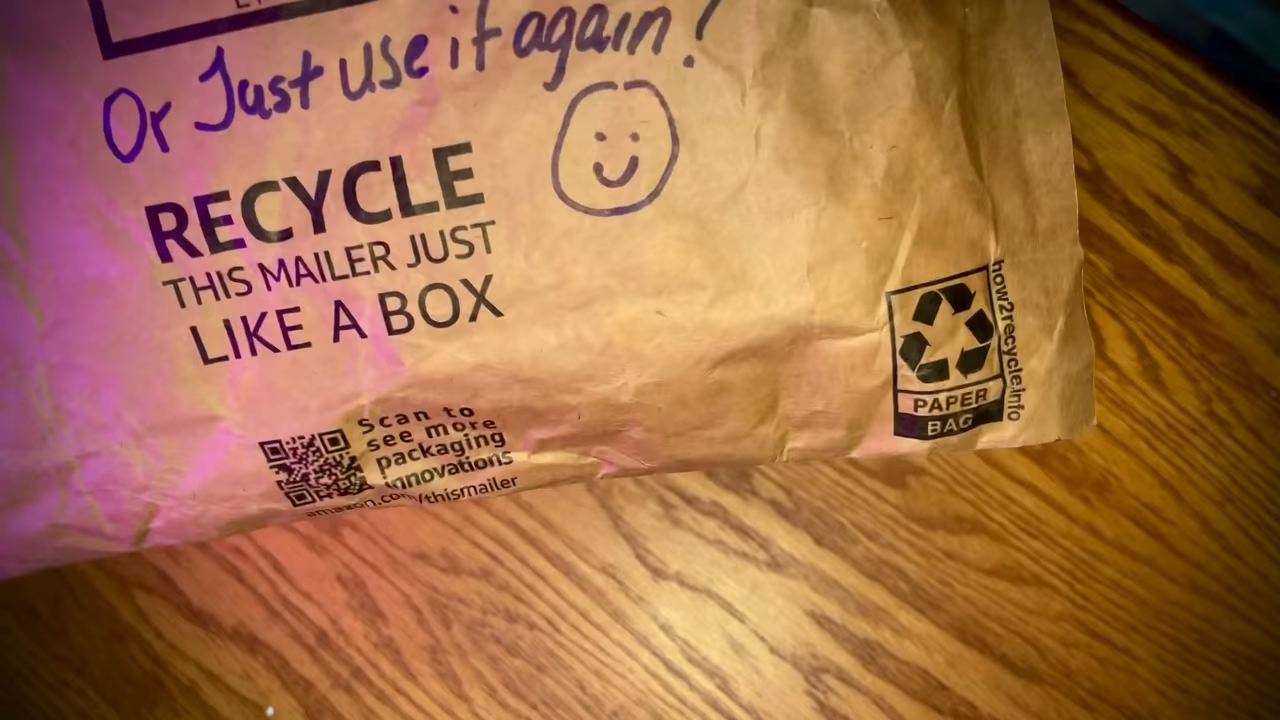 Or Just use it again!
RECYCLE
THIS MAILER JUST
LIKE A BOX
Scan to
see more
packaging
innovations
amazon.com/thismailer
how2recycle.info
PAPER
BAG